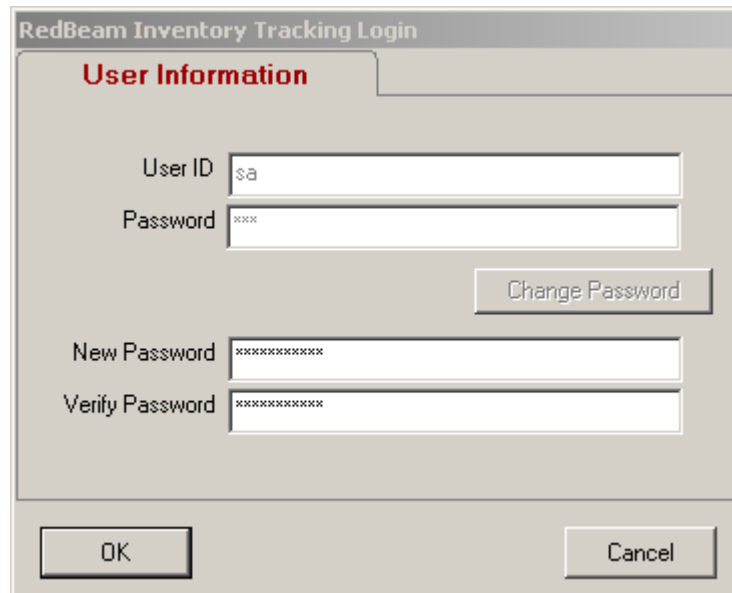 RedBeam Inventory Tracking Login
User Information
User ID sa
Password ***
Change Password
New Password ***********
Verify Password ***********
OK Cancel